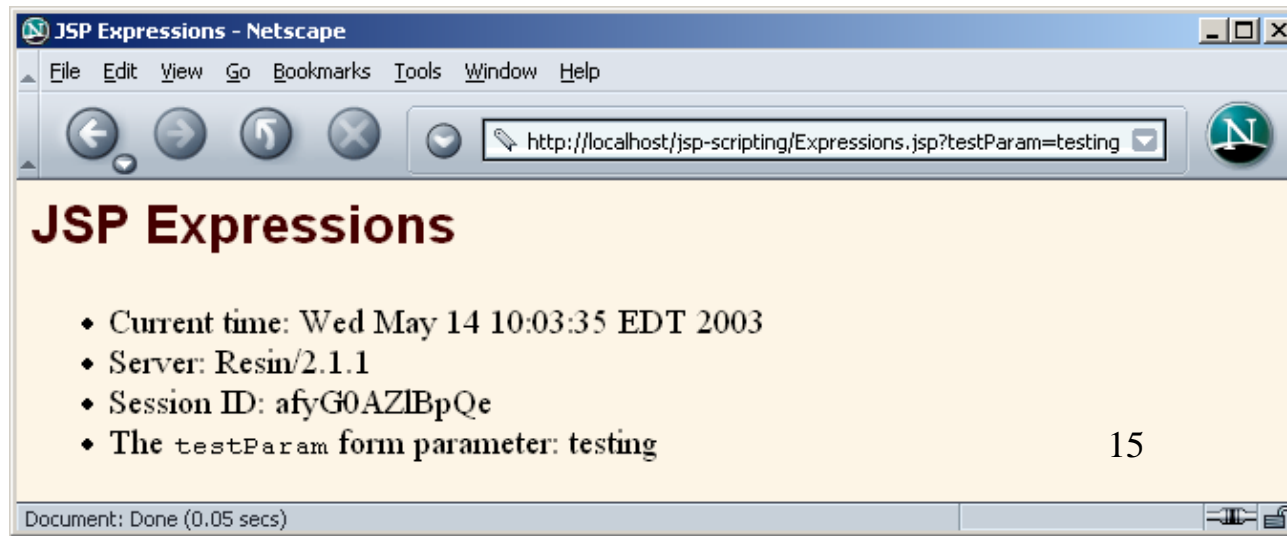 JSP Expressions - Netscape
File Edit View Go Bookmarks Tools Window Help
http://localhost/jsp-scripting/Expressions.jsp?testParam=testing
N
JSP Expressions
• Current time: Wed May 14 10:03:35 EDT 2003
• Server: Resin/2.1.1
• Session ID: afyG0AZlBpQe
• The testParam form parameter: testing
15
Document: Done (0.05 secs)